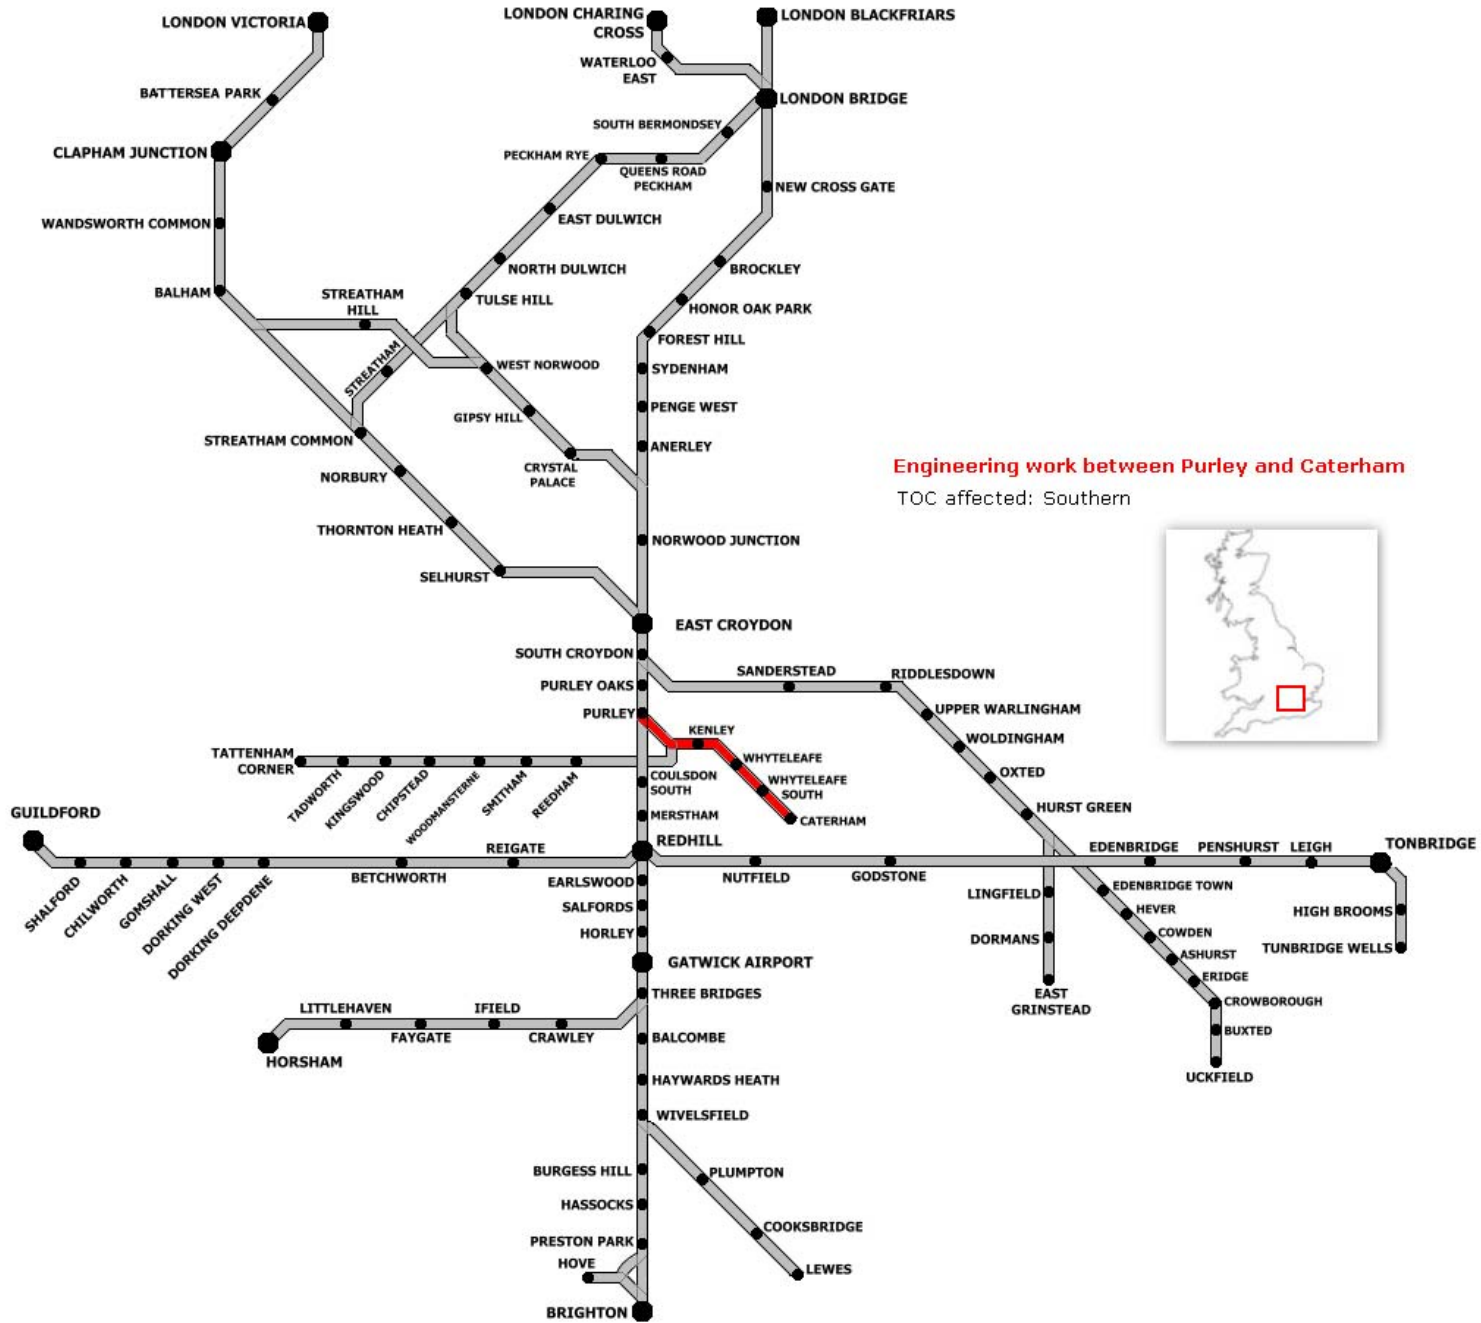 LONDON VICTORIA
LONDON CHARING
CROSS
LONDON BLACKFRIARS
WATERLOO
EAST
BATTERSEA PARK
LONDON BRIDGE
SOUTH BERMONDSEY
CLAPHAM JUNCTION
PECKHAM RYE
QUEENS ROAD
PECKHAM
NEW CROSS GATE
WANDSWORTH COMMON
EAST DULWICH
NORTH DULWICH
BROCKLEY
BALHAM
STREATHAM
HILL
TULSE HILL
HONOR OAK PARK
FOREST HILL
STREATHAM
WEST NORWOOD
SYDENHAM
GIPSY HILL
PENGE WEST
STREATHAM COMMON
ANERLEY
NORBURY
CRYSTAL
PALACE
Engineering work between Purley and Caterham
TOC affected: Southern
THORNTON HEATH
NORWOOD JUNCTION
SELHURST
EAST CROYDON
SOUTH CROYDON
SANDERSTEAD
RIDDLESDOWN
PURLEY OAKS
PURLEY
UPPER WARLINGHAM
KENLEY
WOLDINGHAM
TATTENHAM
CORNER
WHYTELEAFE
OXTED
TADWORTH
KINGSWOOD
CHIPSTEAD
WOODMANSTERNE
SMITHAM
REEDHAM
COULSDON
SOUTH
WHYTELEAFE
SOUTH
HURST GREEN
GUILDFORD
MERSTHAM
CATERHAM
REDHILL
REIGATE
EDENBRIDGE
PENSHURST
LEIGH
TONBRIDGE
SHALFORD
CHILWORTH
GOMSHALL
DORKING WEST
DORKING DEEPDENE
BETCHWORTH
EARLSWOOD
NUTFIELD
GODSTONE
LINGFIELD
EDENBRIDGE TOWN
SALFORDS
HEVER
HIGH BROOMS
HORLEY
DORMANS
COWDEN
TUNBRIDGE WELLS
ASHURST
GATWICK AIRPORT
ERIDGE
THREE BRIDGES
EAST
GRINSTEAD
CROWBOROUGH
LITTLEHAVEN
IFIELD
FAYGATE
CRAWLEY
BALCOMBE
BUXTED
HORSHAM
HAYWARDS HEATH
UCKFIELD
WIVELSFIELD
BURGESS HILL
PLUMPTON
HASSOCKS
COOKSBRIDGE
PRESTON PARK
HOVE
LEWES
BRIGHTON